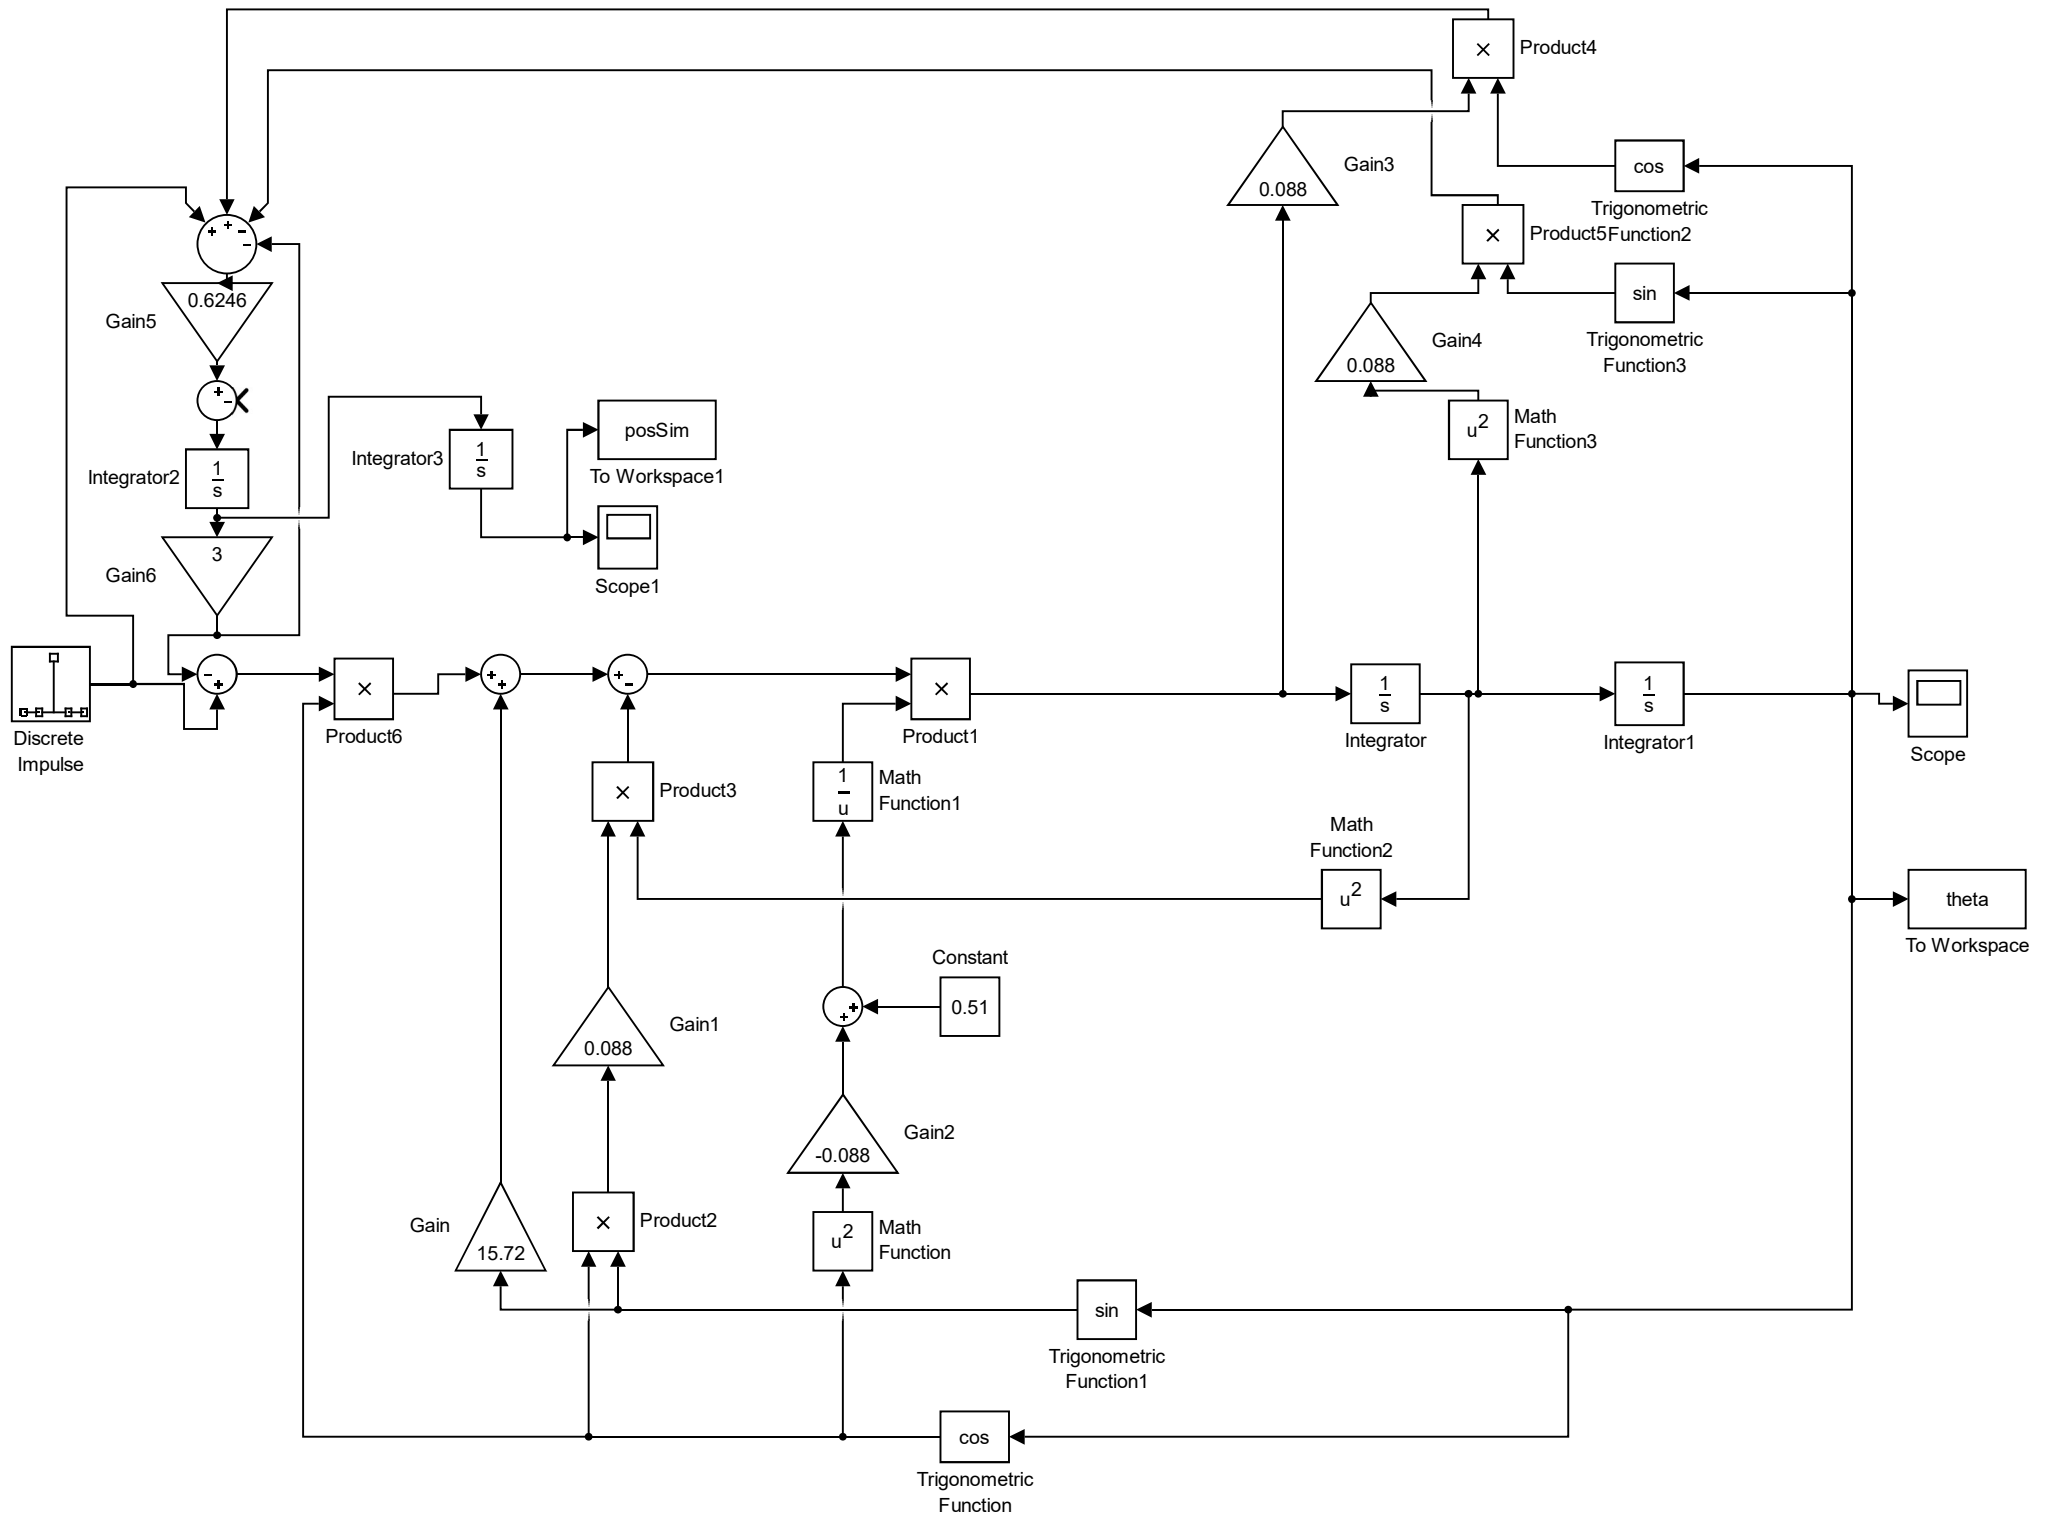 ×
Product4
Gain3
0.088
cos
Trigonometric
Function2
×
Product5
+ + - -
0.6246
Gain5
sin
Trigonometric
Function3
Gain4
0.088
+ -
u2
Math
Function3
posSim
To Workspace1
Integrator3
1
s
Integrator2
1
s
3
Gain6
Scope1
Discrete
Impulse
- +
×
Product6
+ +
+ -
×
Product1
1
s
Integrator
1
s
Integrator1
Scope
×
Product3
1
u
Math
Function1
Math
Function2
u2
theta
To Workspace
Constant
0.51
+ +
Gain1
0.088
Gain2
-0.088
Gain
15.72
×
Product2
u2
Math
Function
sin
Trigonometric
Function1
cos
Trigonometric
Function